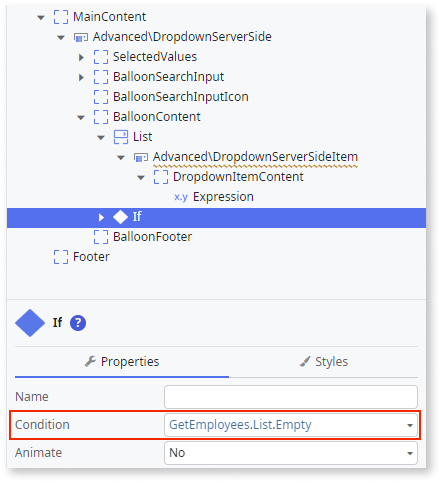 MainContent
Advanced\DropdownServerSide
SelectedValues
BalloonSearchInput
BalloonSearchInputIcon
BalloonContent
List
Advanced\DropdownServerSideItem
DropdownItemContent
x.y Expression
If
BalloonFooter
Footer
If ?
Properties Styles
Name
Condition GetEmployees.List.Empty
Animate No